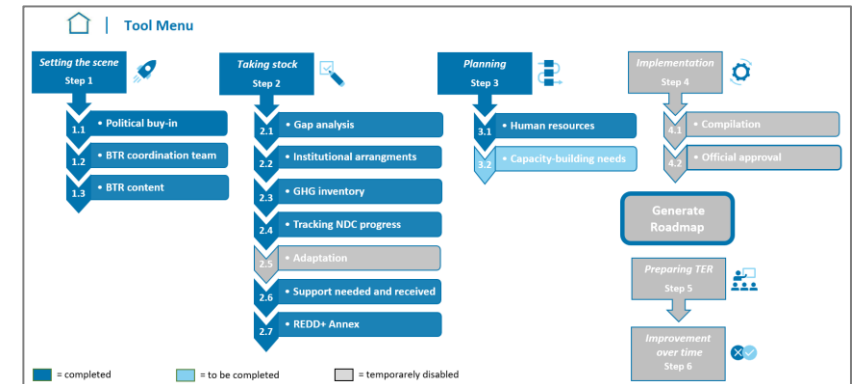 Tool Menu
Setting the scene
Step 1
1.1 • Political buy-in
1.2 • BTR coordination team
1.3 • BTR content
Taking stock
Step 2
2.1 • Gap analysis
2.2 • Institutional arrangments
2.3 • GHG inventory
2.4 • Tracking NDC progress
2.5 • Adaptation
2.6 • Support needed and received
2.7 • REDD+ Annex
Planning
Step 3
3.1 • Human resources
3.2 • Capacity-building needs
Implementation
Step 4
4.1 • Compilation
4.2 • Official approval
Generate
Roadmap
Preparing TER
Step 5
Improvement
over time
Step 6
= completed
= to be completed
= temporarely disabled